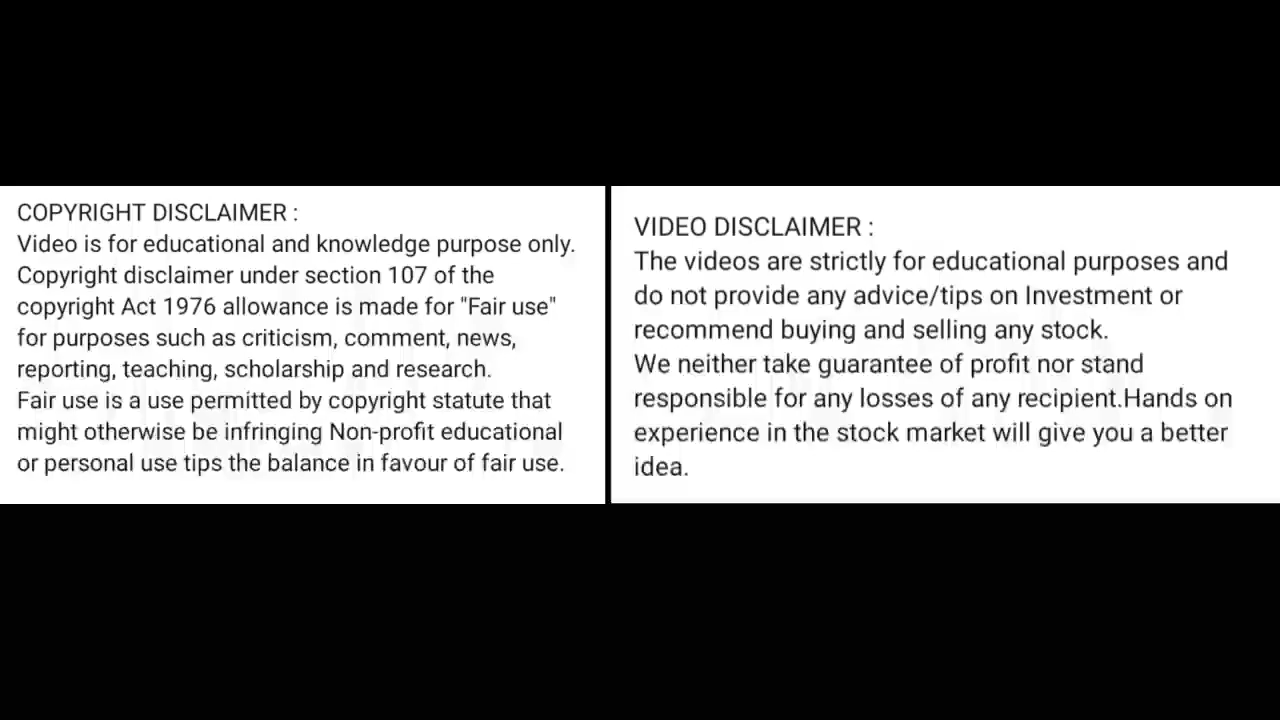 COPYRIGHT DISCLAIMER :
Video is for educational and knowledge purpose only.
Copyright disclaimer under section 107 of the
copyright Act 1976 allowance is made for "Fair use"
for purposes such as criticism, comment, news,
reporting, teaching, scholarship and research.
Fair use is a use permitted by copyright statute that
might otherwise be infringing Non-profit educational
or personal use tips the balance in favour of fair use.
VIDEO DISCLAIMER :
The videos are strictly for educational purposes and
do not provide any advice/tips on Investment or
recommend buying and selling any stock.
We neither take guarantee of profit nor stand
responsible for any losses of any recipient.Hands on
experience in the stock market will give you a better
idea.